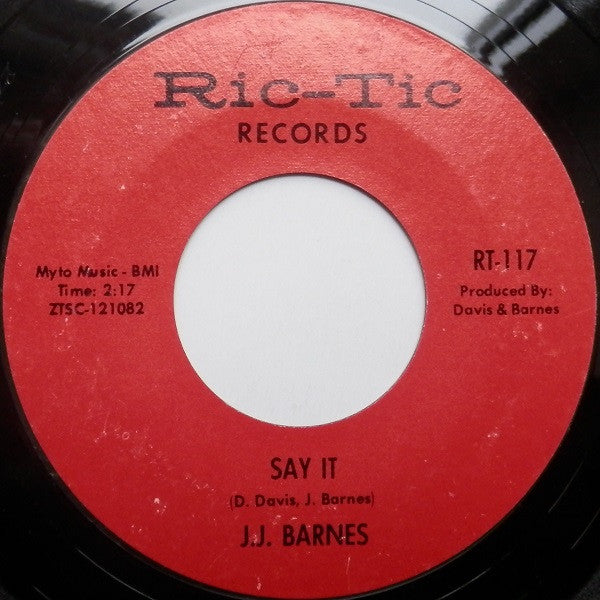 Ric-Tic
RECORDS
Myto Music - BMI
Time: 2:17
ZTSC-121082
RT-117
Produced By:
Davis & Barnes
SAY IT
(D. Davis, J. Barnes)
J.J. BARNES